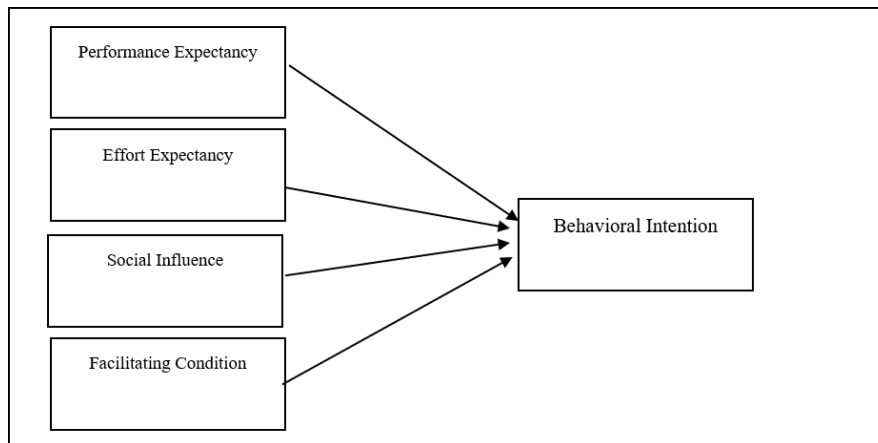 Performance Expectancy
Effort Expectancy
Social Influence
Facilitating Condition
Behavioral Intention